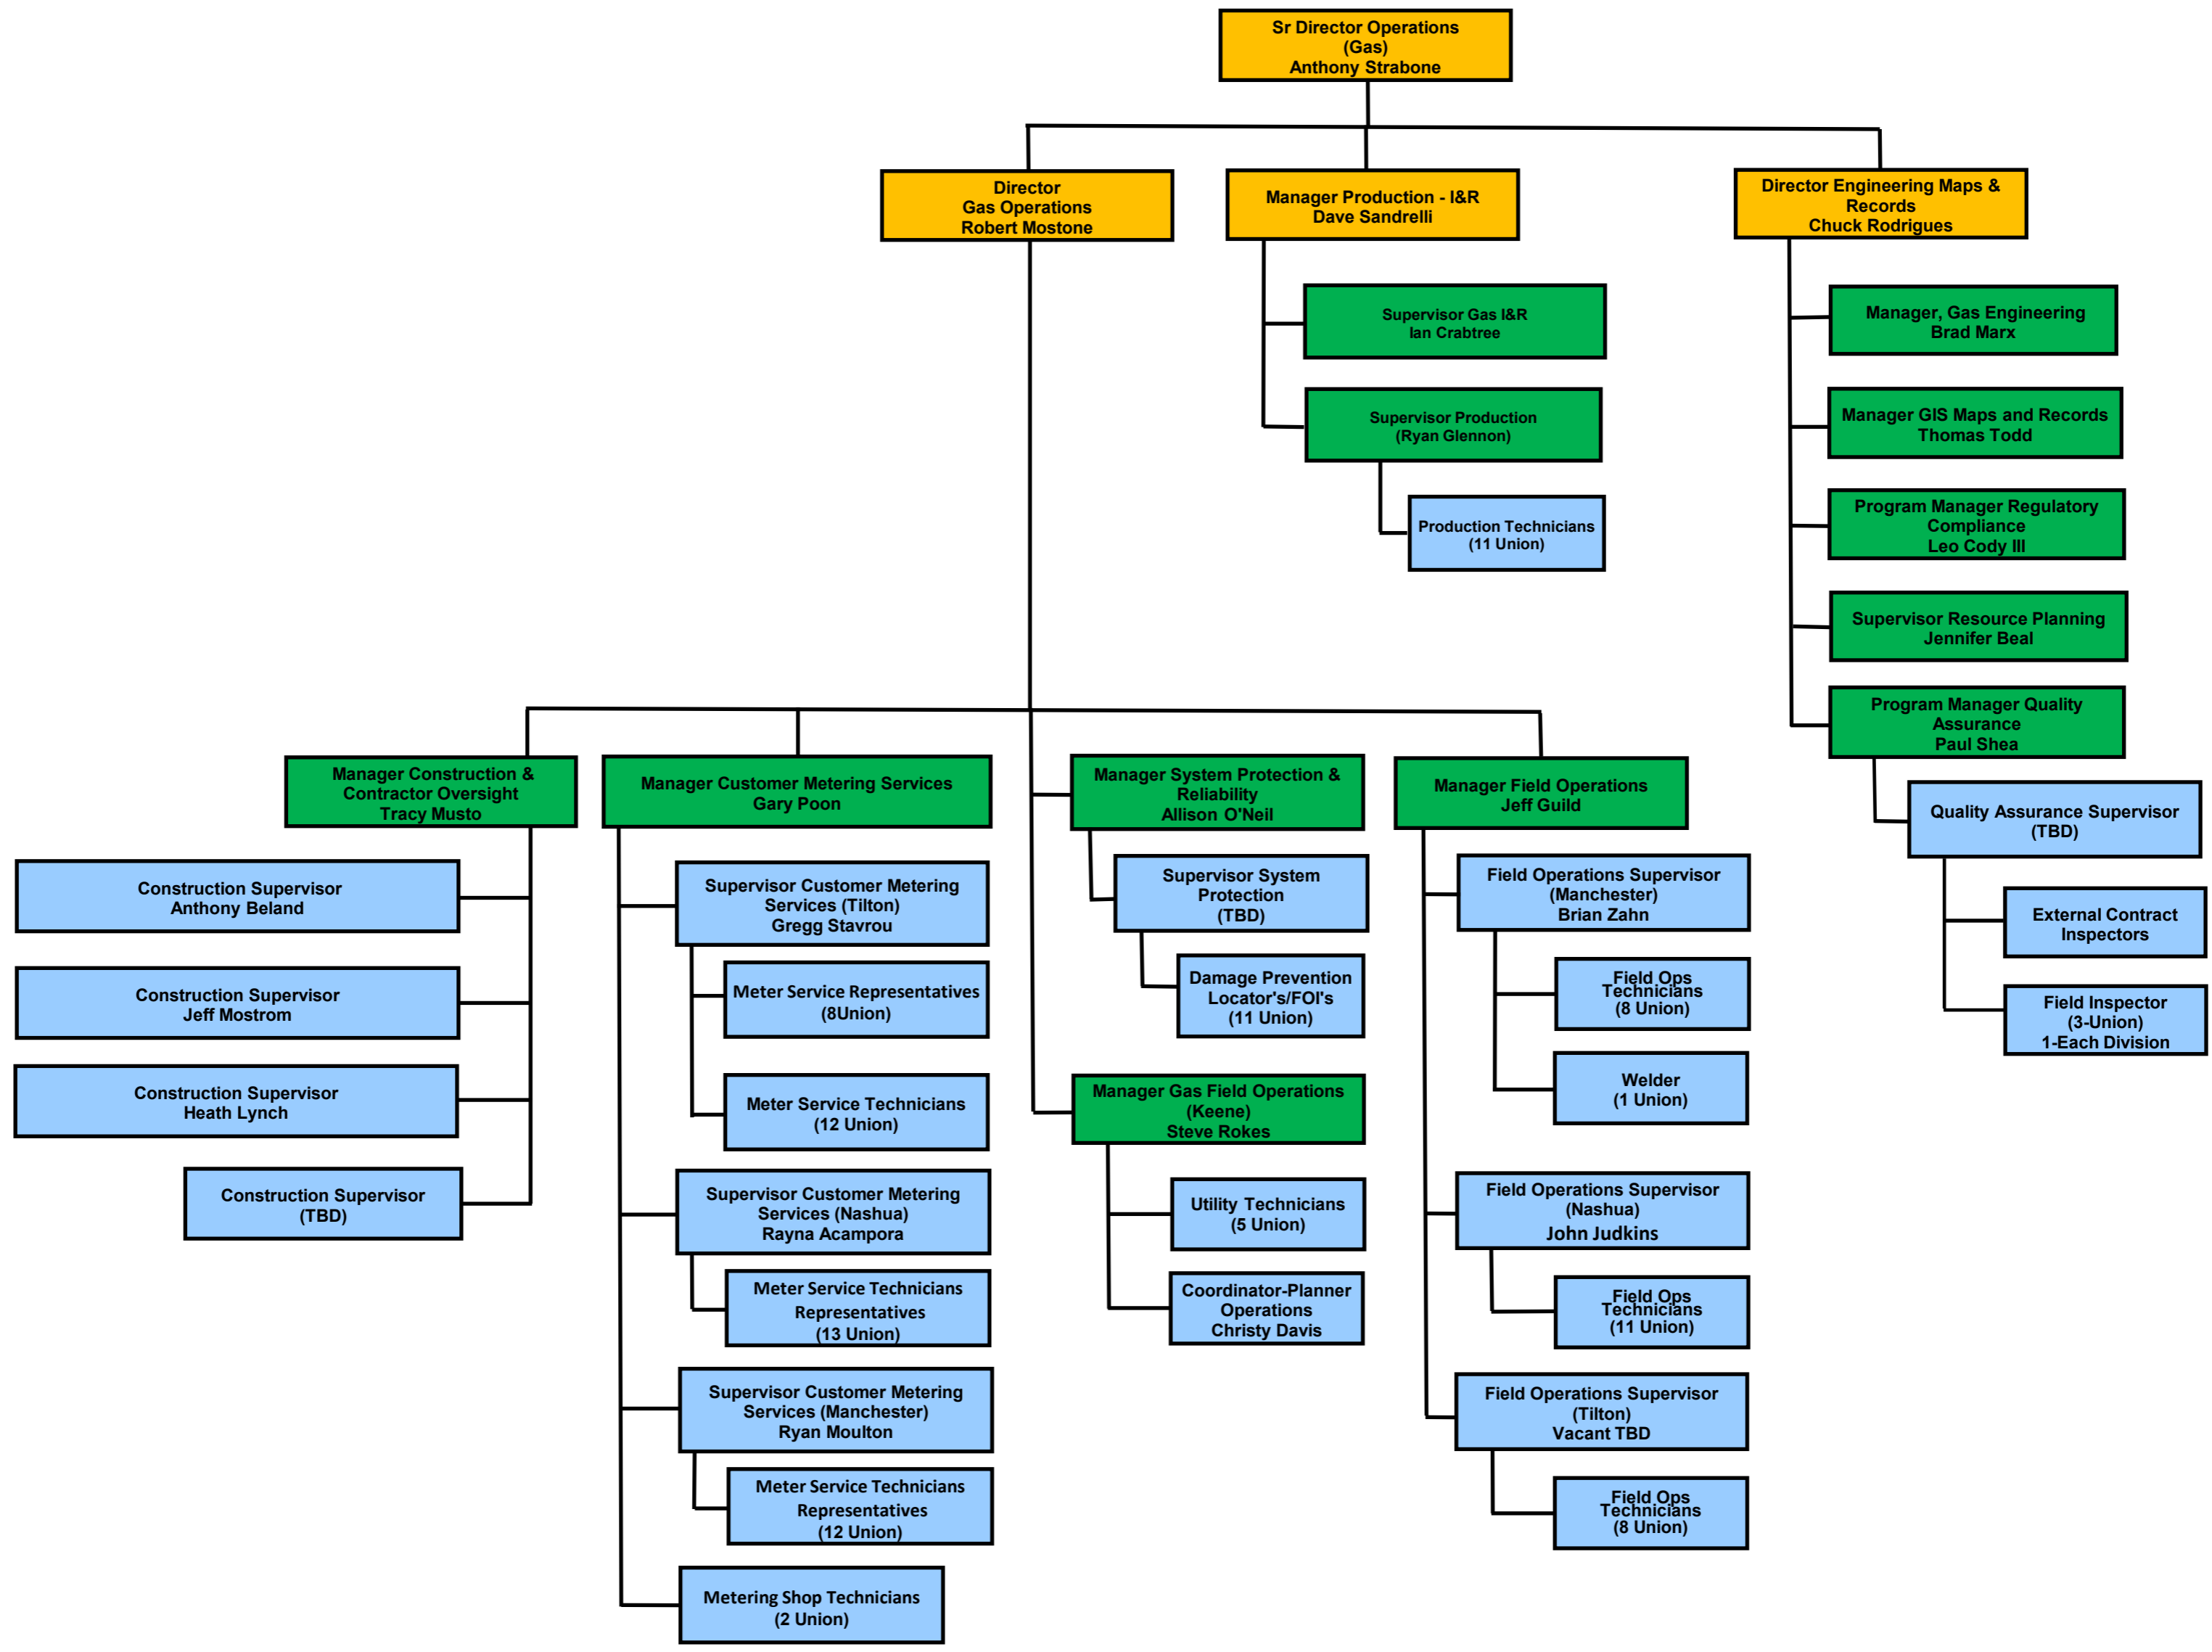 Sr Director Operations
(Gas)
Anthony Strabone
Director
Gas Operations
Robert Mostone
Manager Production - I&R
Dave Sandrelli
Director Engineering Maps &
Records
Chuck Rodrigues
Supervisor Gas I&R
Ian Crabtree
Supervisor Production
(Ryan Glennon)
Production Technicians
(11 Union)
Manager, Gas Engineering
Brad Marx
Manager GIS Maps and Records
Thomas Todd
Program Manager Regulatory
Compliance
Leo Cody III
Supervisor Resource Planning
Jennifer Beal
Program Manager Quality
Assurance
Paul Shea
Quality Assurance Supervisor
(TBD)
External Contract
Inspectors
Field Inspector
(3-Union)
1-Each Division
Manager Construction &
Contractor Oversight
Tracy Musto
Construction Supervisor
Anthony Beland
Construction Supervisor
Jeff Mostrom
Construction Supervisor
Heath Lynch
Construction Supervisor
(TBD)
Manager Customer Metering Services
Gary Poon
Supervisor Customer Metering
Services (Tilton)
Gregg Stavrou
Meter Service Representatives
(8Union)
Meter Service Technicians
(12 Union)
Supervisor Customer Metering
Services (Nashua)
Rayna Acampora
Meter Service Technicians
Representatives
(13 Union)
Supervisor Customer Metering
Services (Manchester)
Ryan Moulton
Meter Service Technicians
Representatives
(12 Union)
Metering Shop Technicians
(2 Union)
Manager System Protection &
Reliability
Allison O'Neil
Supervisor System
Protection
(TBD)
Damage Prevention
Locator's/FOI's
(11 Union)
Manager Gas Field Operations
(Keene)
Steve Rokes
Utility Technicians
(5 Union)
Coordinator-Planner
Operations
Christy Davis
Manager Field Operations
Jeff Guild
Field Operations Supervisor
(Manchester)
Brian Zahn
Field Ops
Technicians
(8 Union)
Welder
(1 Union)
Field Operations Supervisor
(Nashua)
John Judkins
Field Ops
Technicians
(11 Union)
Field Operations Supervisor
(Tilton)
Vacant TBD
Field Ops
Technicians
(8 Union)